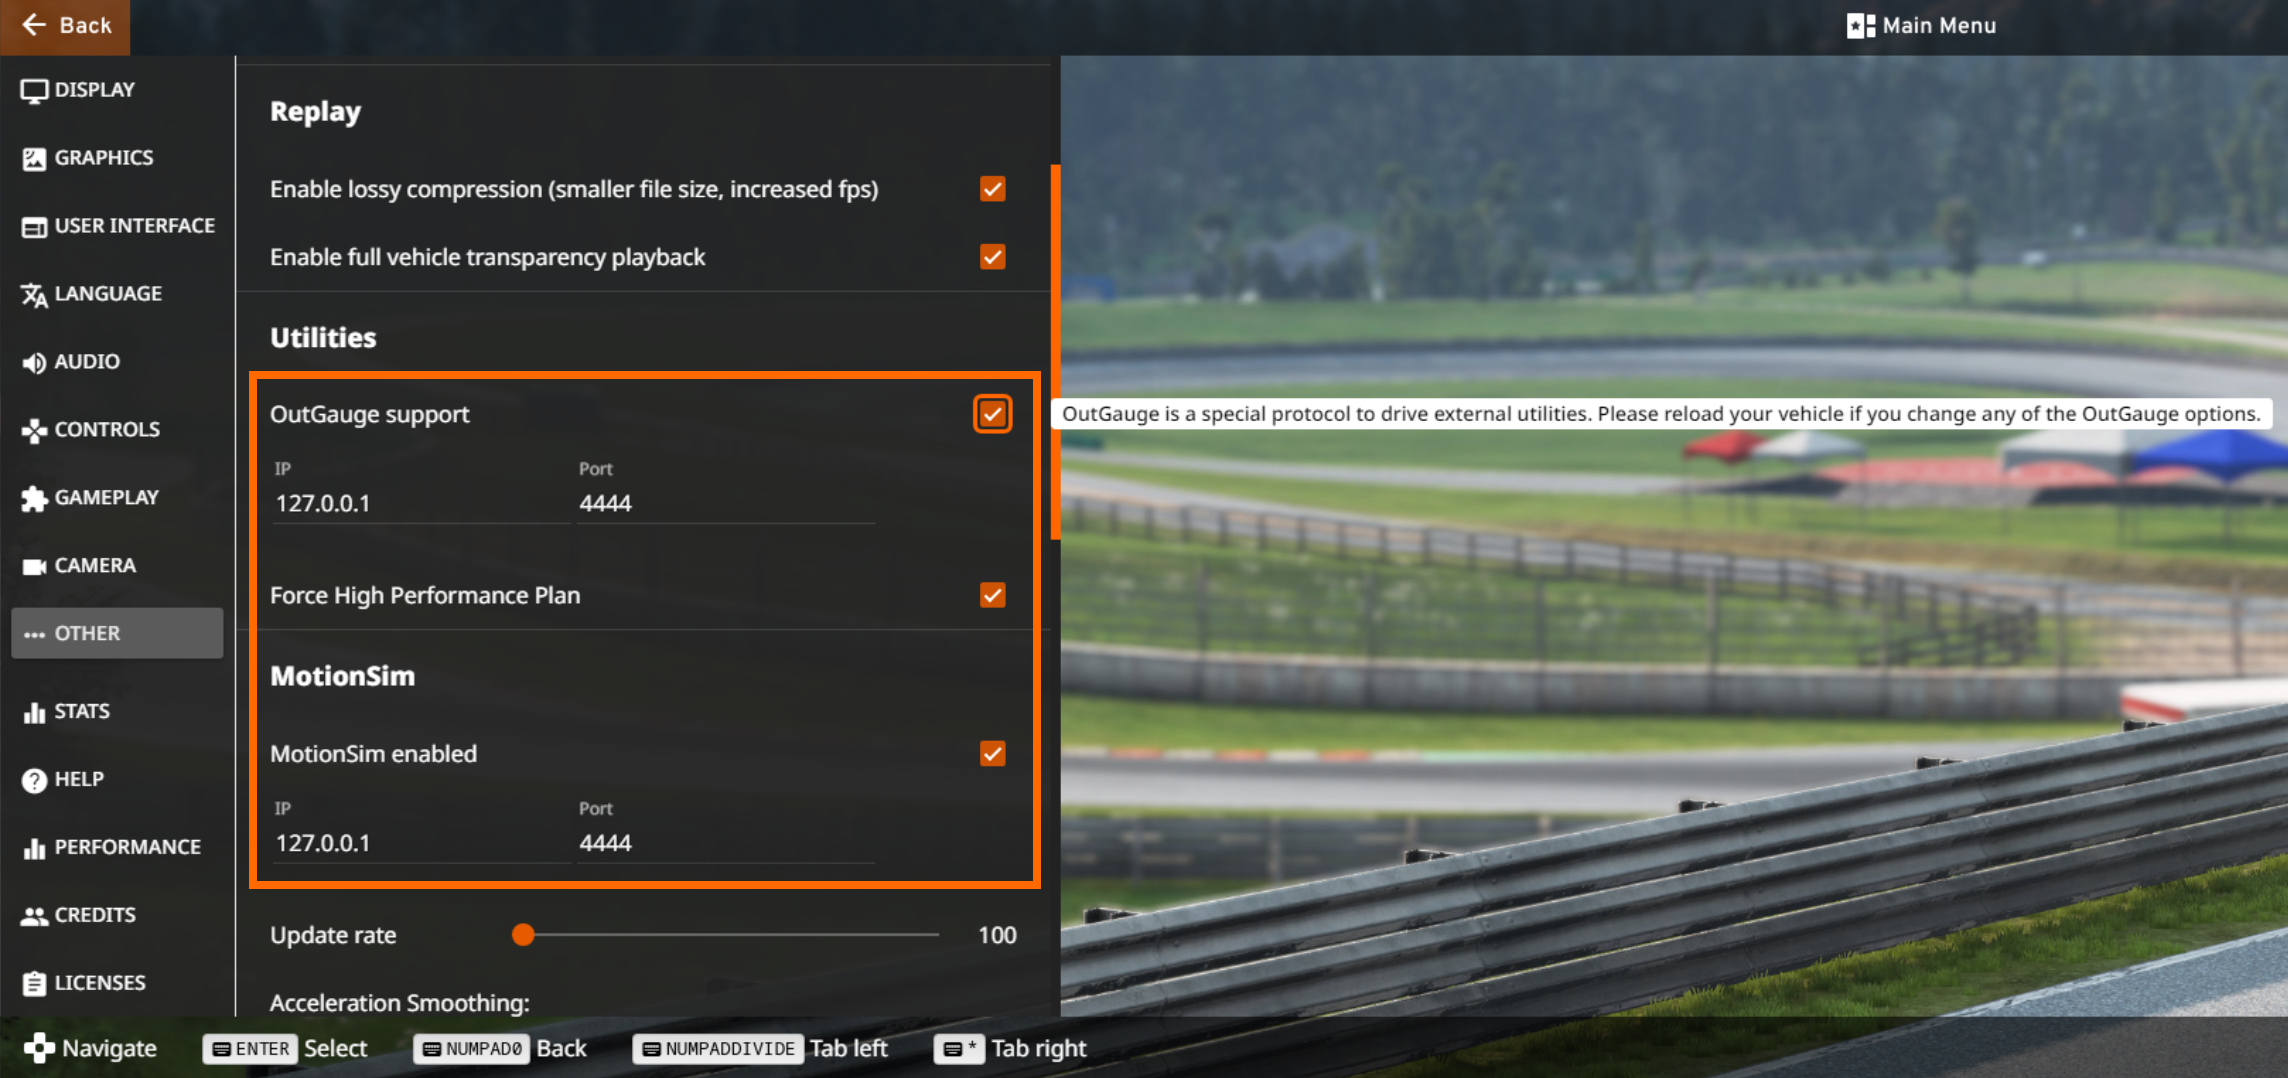 Back
Main Menu
DISPLAY
GRAPHICS
USER INTERFACE
LANGUAGE
AUDIO
CONTROLS
GAMEPLAY
CAMERA
OTHER
STATS
HELP
PERFORMANCE
CREDITS
LICENSES
Replay
Enable lossy compression (smaller file size, increased fps)
Enable full vehicle transparency playback
Utilities
OutGauge support
OutGauge is a special protocol to drive external utilities. Please reload your vehicle if you change any of the OutGauge options.
IP Port
127.0.0.1 4444
Force High Performance Plan
MotionSim
MotionSim enabled
IP Port
127.0.0.1 4444
Update rate 100
Acceleration Smoothing:
Navigate ENTER Select NUMPAD0 Back NUMPADDIVIDE Tab left * Tab right